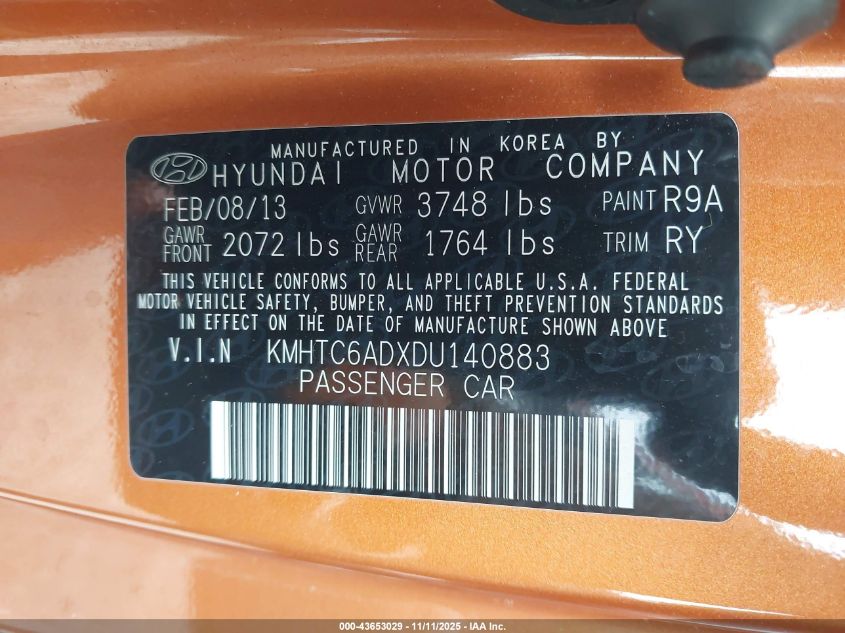 MANUFACTURED IN KOREA BY
HYUNDAI MOTOR COMPANY
FEB/08/13 GVWR 3748 lbs PAINT R9A
GAWR FRONT 2072 lbs GAWR REAR 1764 lbs TRIM RY
THIS VEHICLE CONFORMS TO ALL APPLICABLE U.S.A. FEDERAL
MOTOR VEHICLE SAFETY, BUMPER, AND THEFT PREVENTION STANDARDS
IN EFFECT ON THE DATE OF MANUFACTURE SHOWN ABOVE
V.I.N KMHTC6ADXDU140883
PASSENGER CAR
000-43653029 - 11/11/2025 - IAA Inc.